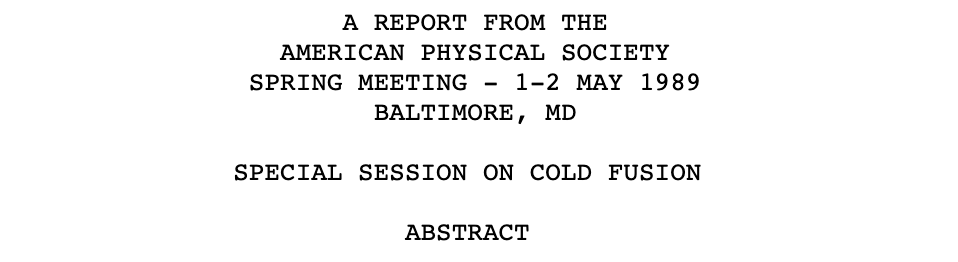 A REPORT FROM THE
AMERICAN PHYSICAL SOCIETY
SPRING MEETING - 1-2 MAY 1989
BALTIMORE, MD
SPECIAL SESSION ON COLD FUSION
ABSTRACT